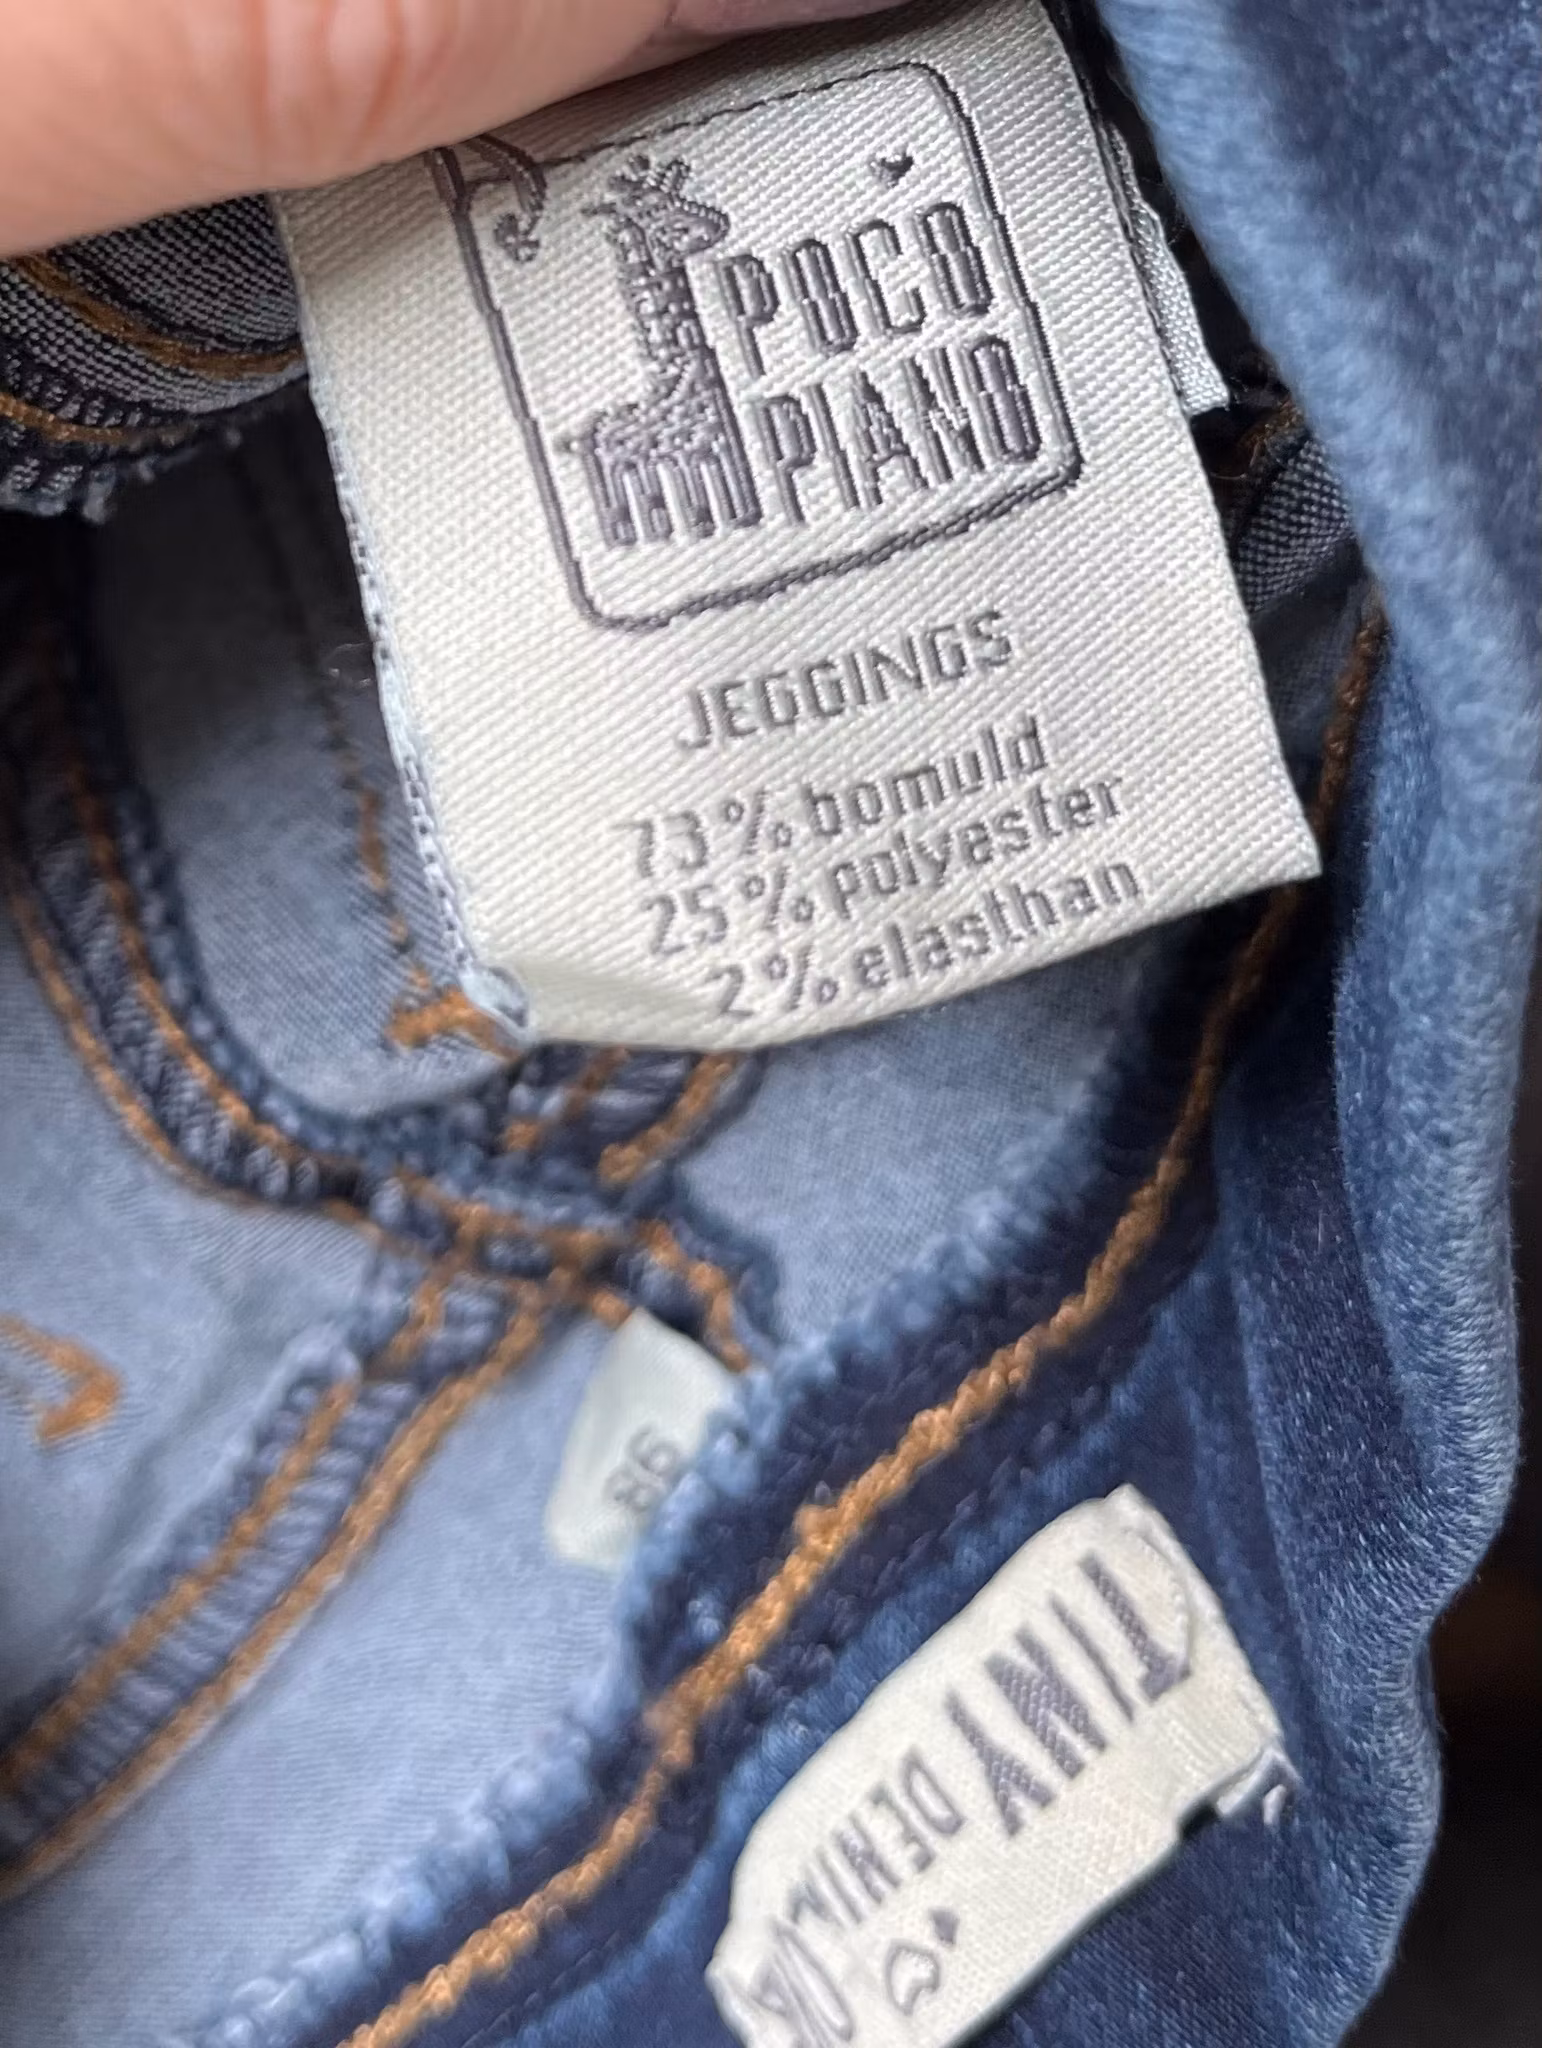 POCO
PIANO
JEGGINGS
73% bomuld
25% polyester
2% elasthan
98
TINY
DENIM